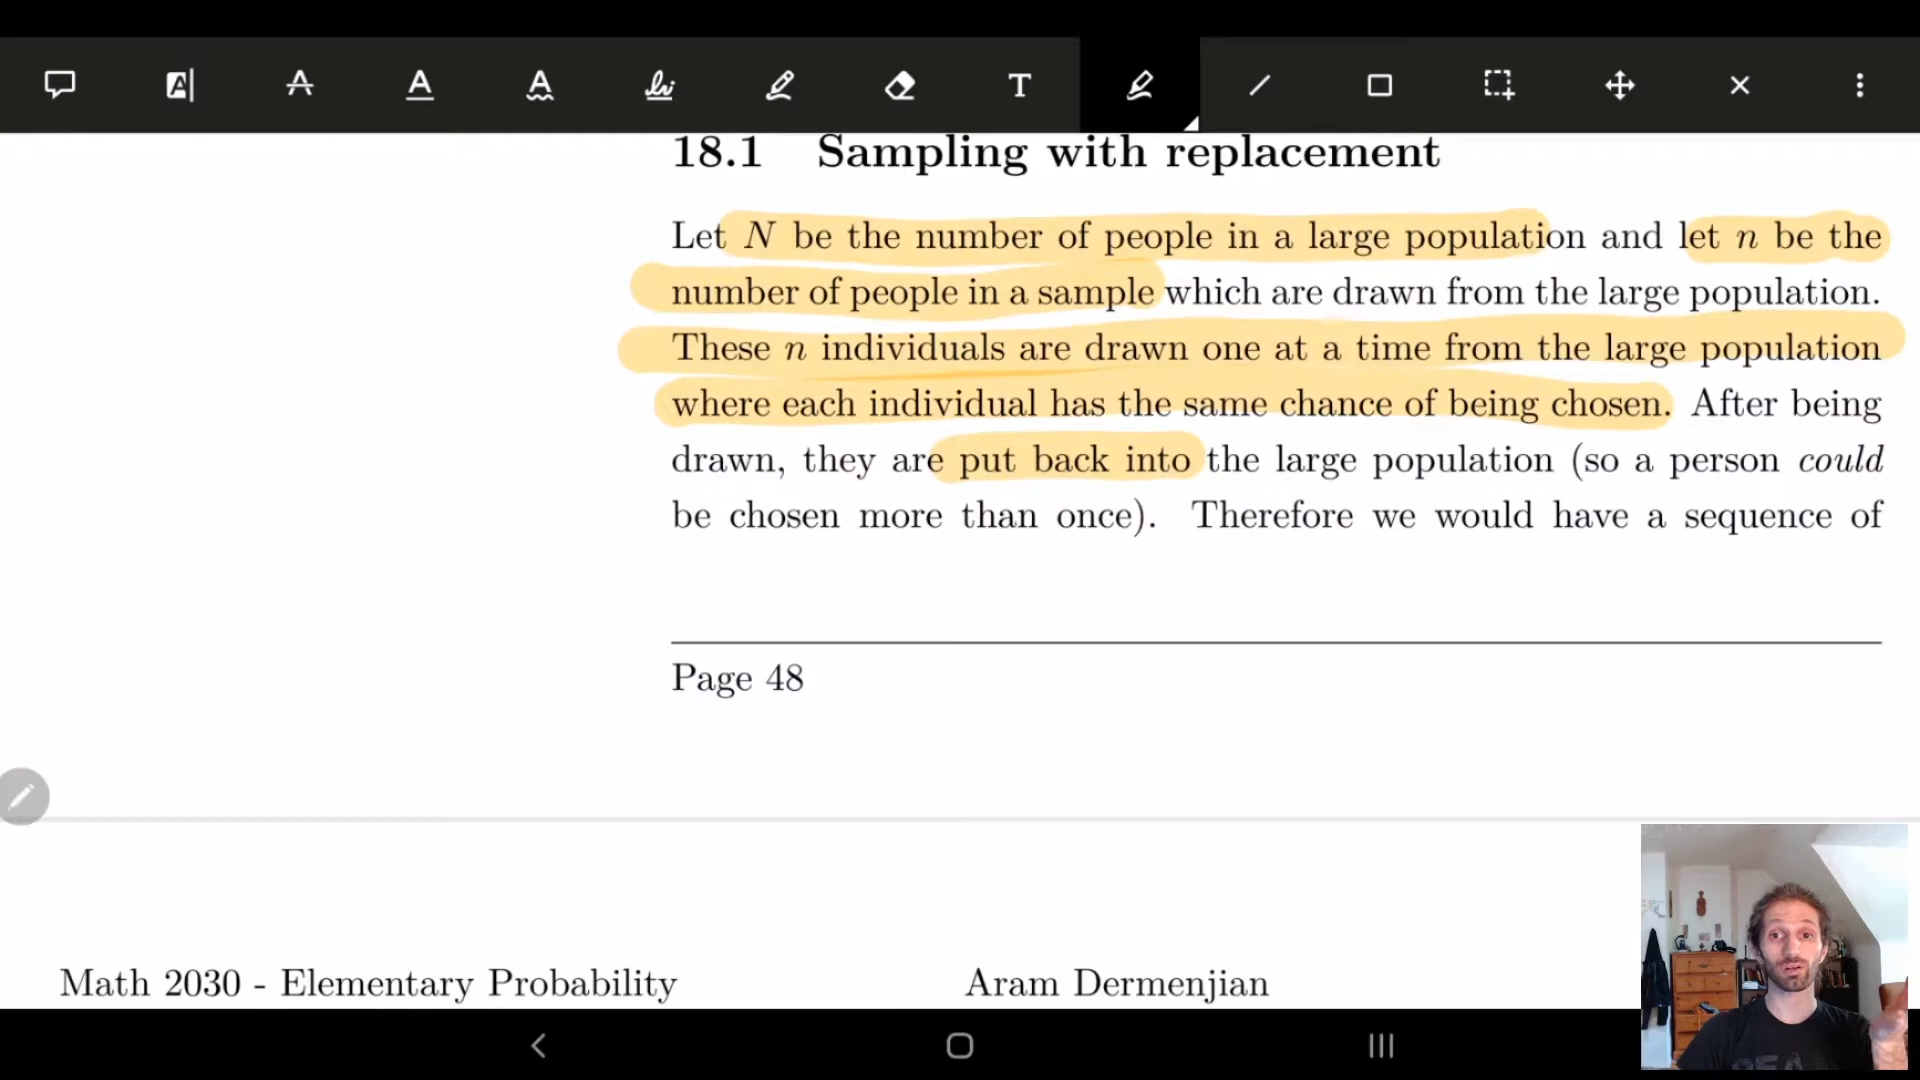 18.1 Sampling with replacement
Let N be the number of people in a large population and let n be the
number of people in a sample which are drawn from the large population.
These n individuals are drawn one at a time from the large population
where each individual has the same chance of being chosen. After being
drawn, they are put back into the large population (so a person could
be chosen more than once). Therefore we would have a sequence of
Page 48
Math 2030 - Elementary Probability
Aram Dermenjian